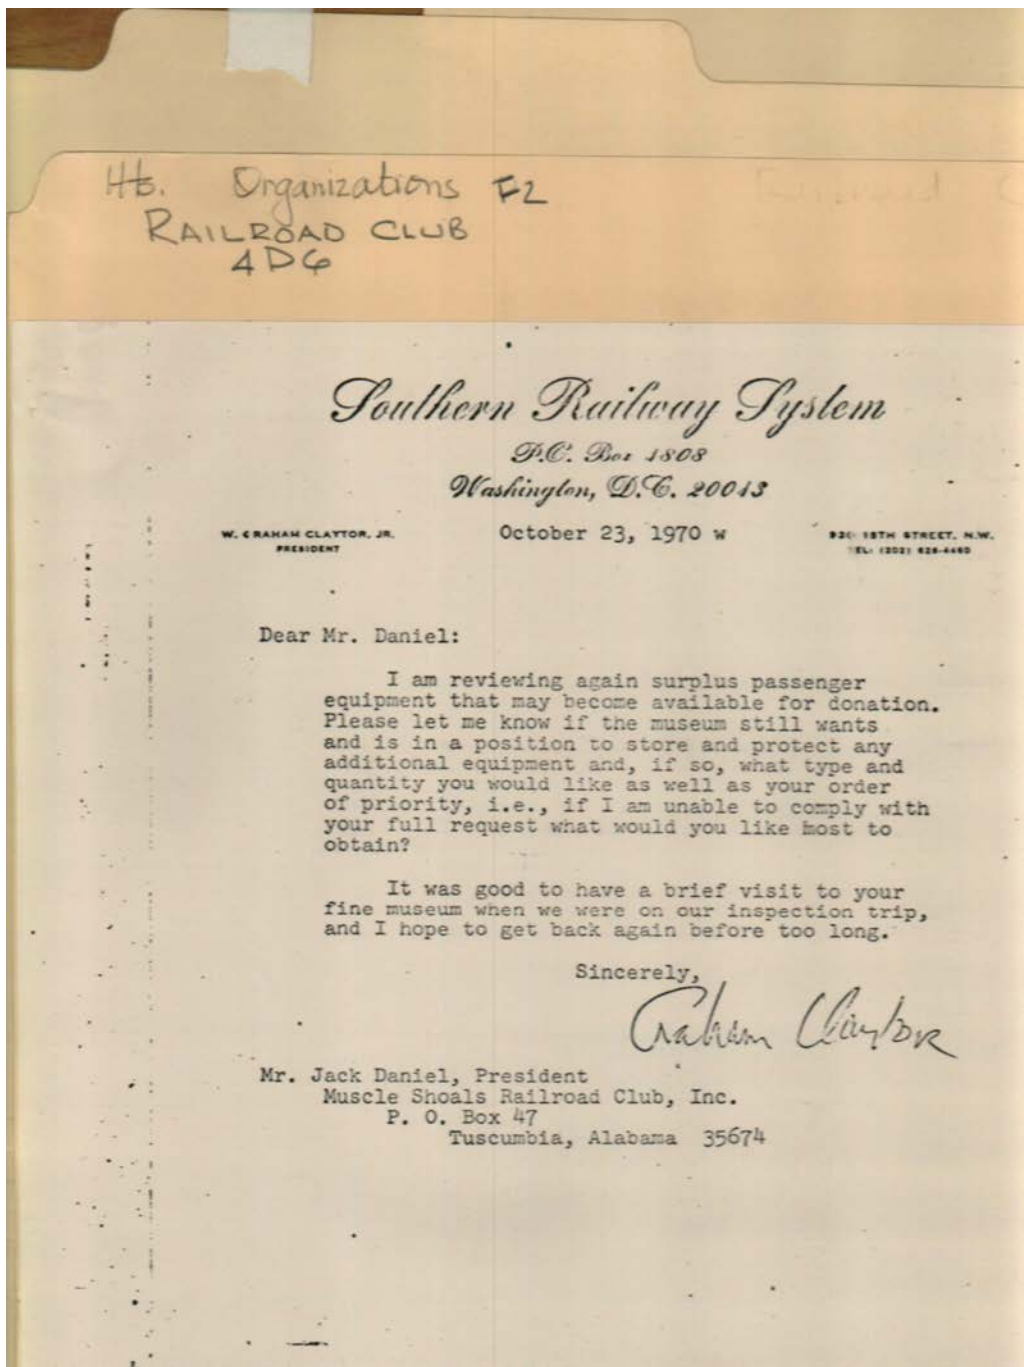 Organizations F2
RAILROAD CLUB
4D6
Southern Railway System
P.O. Box 1808
Washington, D.C. 20013
W. GRAHAM CLAYTOR, JR.
PRESIDENT
October 23, 1970 w
15TH STREET, N.W.
TEL: (202) 628-4460
Dear Mr. Daniel:
I am reviewing again surplus passenger
equipment that may become available for donation.
Please let me know if the museum still wants
and is in a position to store and protect any
additional equipment and, if so, what type and
quantity you would like as well as your order
of priority, i.e., if I am unable to comply with
your full request what would you like most to
obtain?
It was good to have a brief visit to your
fine museum when we were on our inspection trip,
and I hope to get back again before too long.
Sincerely,
Graham Claytor
Mr. Jack Daniel, President
Muscle Shoals Railroad Club, Inc.
P. O. Box 47
Tuscumbia, Alabama 35674